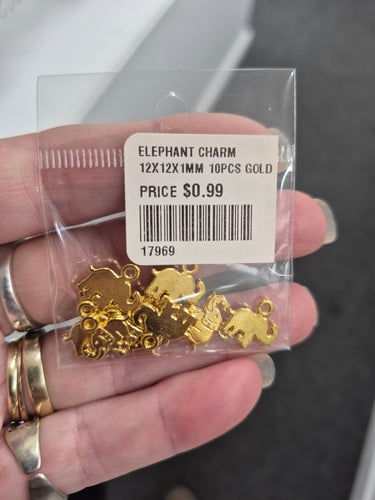 ELEPHANT CHARM
12X12X1MM 10PCS GOLD
PRICE $0.99
17969